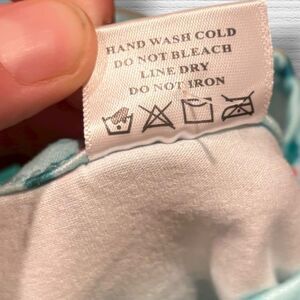 HAND WASH COLD
DO NOT BLEACH
LINE DRY
DO NOT IRON